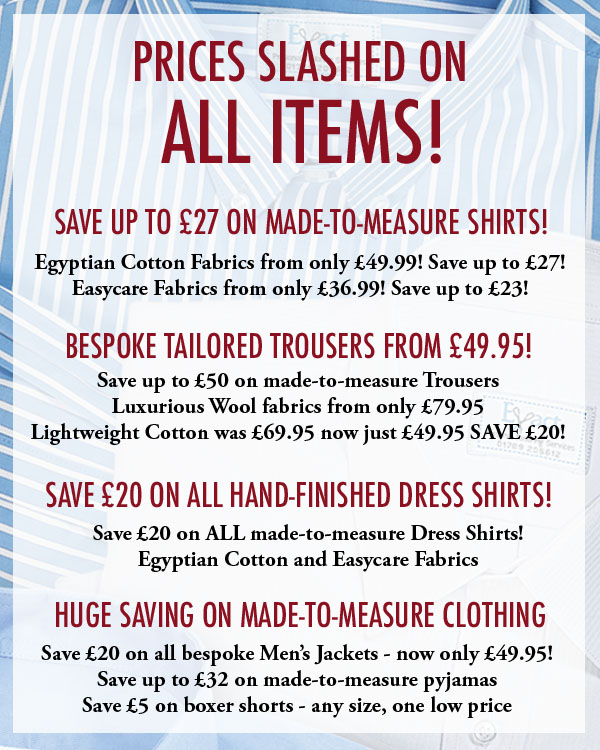 PRICES SLASHED ON
ALL ITEMS!
SAVE UP TO £27 ON MADE-TO-MEASURE SHIRTS!
Egyptian Cotton Fabrics from only £49.99! Save up to £27!
Easycare Fabrics from only £36.99! Save up to £23!
BESPOKE TAILORED TROUSERS FROM £49.95!
Save up to £50 on made-to-measure Trousers
Luxurious Wool fabrics from only £79.95
Lightweight Cotton was £69.95 now just £49.95 SAVE £20!
SAVE £20 ON ALL HAND-FINISHED DRESS SHIRTS!
Save £20 on ALL made-to-measure Dress Shirts!
Egyptian Cotton and Easycare Fabrics
HUGE SAVING ON MADE-TO-MEASURE CLOTHING
Save £20 on all bespoke Men's Jackets - now only £49.95!
Save up to £32 on made-to-measure pyjamas
Save £5 on boxer shorts - any size, one low price